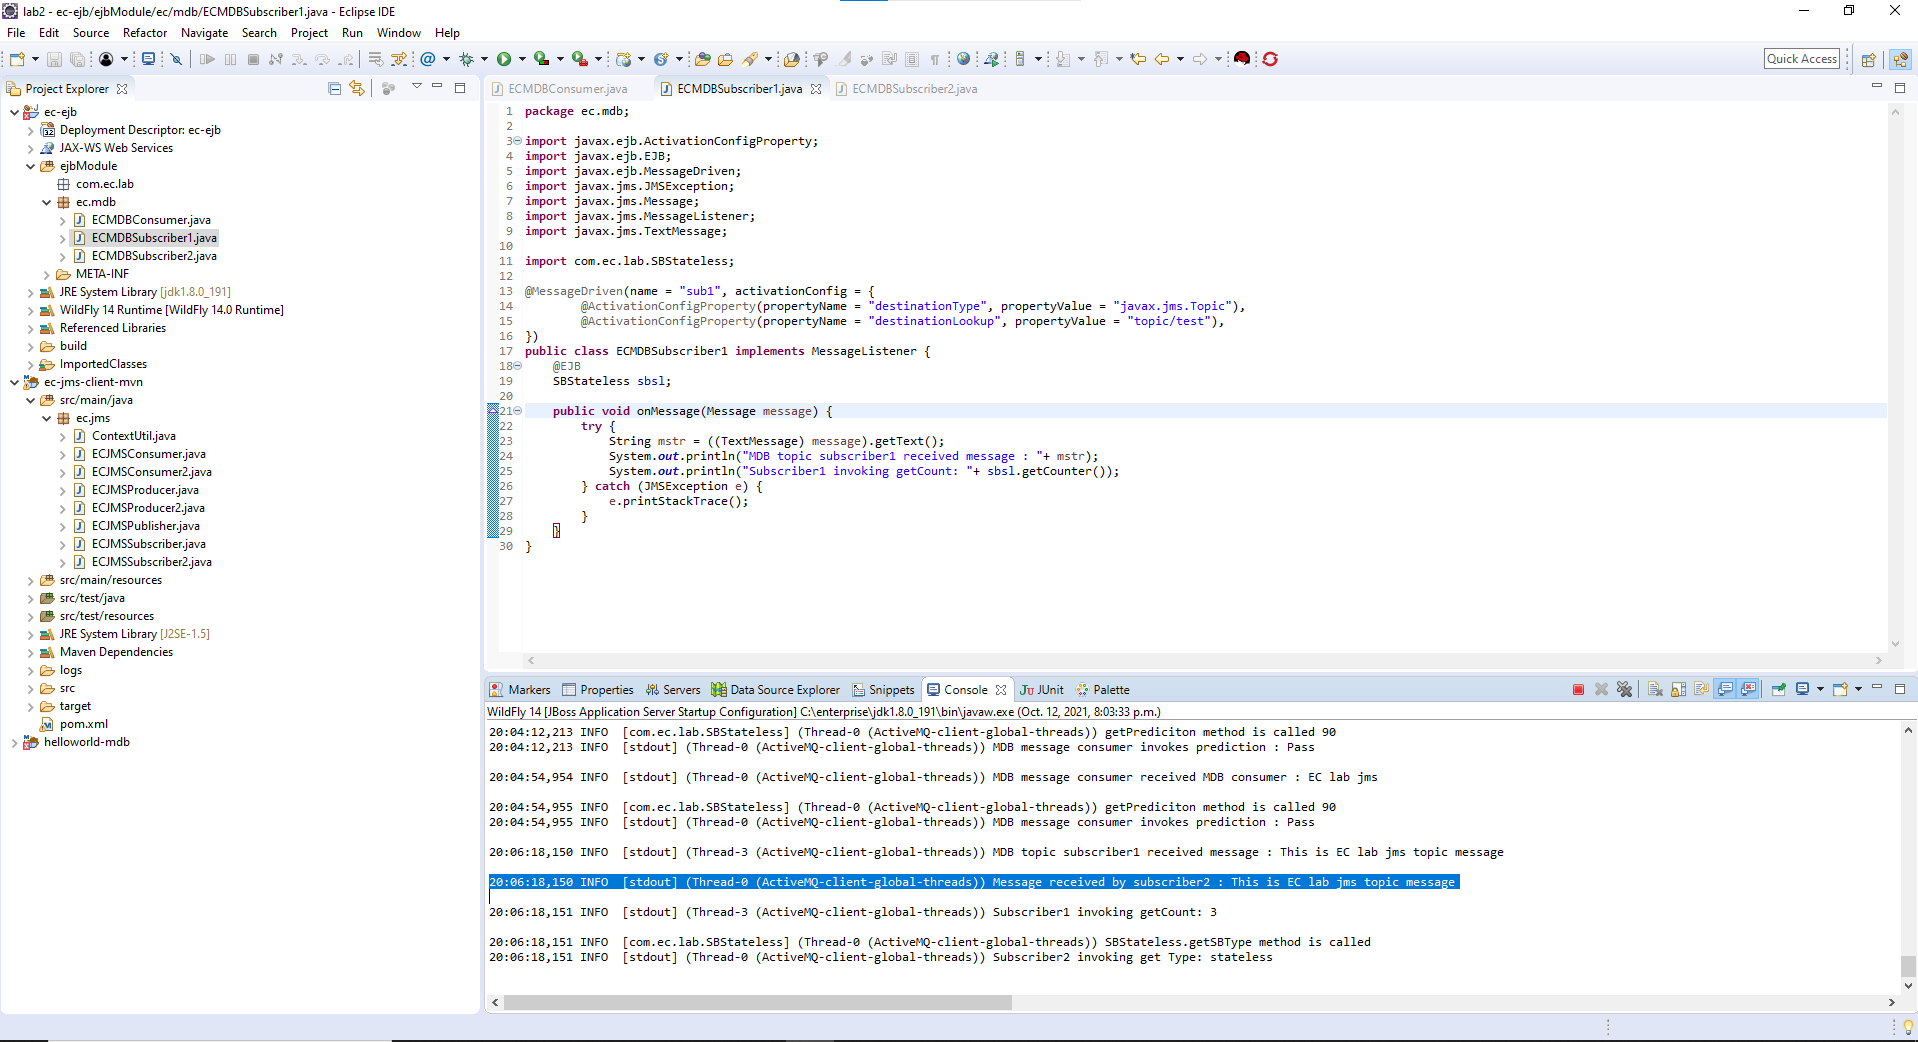 lab2 - ec-ejb/ejbModule/ec/mdb/ECMDBSubscriber1.java - Eclipse IDE
File Edit Source Refactor Navigate Search Project Run Window Help
Quick Access
Project Explorer
ec-ejb
Deployment Descriptor: ec-ejb
JAX-WS Web Services
ejbModule
com.ec.lab
ec.mdb
ECMDBConsumer.java
ECMDBSubscriber1.java
ECMDBSubscriber2.java
META-INF
JRE System Library [jdk1.8.0_191]
WildFly 14 Runtime [WildFly 14.0 Runtime]
Referenced Libraries
build
ImportedClasses
ec-jms-client-mvn
src/main/java
ec.jms
ContextUtil.java
ECJMSConsumer.java
ECJMSConsumer2.java
ECJMSProducer.java
ECJMSProducer2.java
ECJMSPublisher.java
ECJMSSubscriber.java
ECJMSSubscriber2.java
src/main/resources
src/test/java
src/test/resources
JRE System Library [J2SE-1.5]
Maven Dependencies
logs
src
target
pom.xml
helloworld-mdb
ECMDBConsumer.java ECMDBSubscriber1.java ECMDBSubscriber2.java
1 package ec.mdb;
2
3 import javax.ejb.ActivationConfigProperty;
4 import javax.ejb.EJB;
5 import javax.ejb.MessageDriven;
6 import javax.jms.JMSException;
7 import javax.jms.Message;
8 import javax.jms.MessageListener;
9 import javax.jms.TextMessage;
10
11 import com.ec.lab.SBStateless;
12
13 @MessageDriven(name = "sub1", activationConfig = {
14 @ActivationConfigProperty(propertyName = "destinationType", propertyValue = "javax.jms.Topic"),
15 @ActivationConfigProperty(propertyName = "destinationLookup", propertyValue = "topic/test"),
16 })
17 public class ECMDBSubscriber1 implements MessageListener {
18 @EJB
19 SBStateless sbsl;
20
21 public void onMessage(Message message) {
22 try {
23 String mstr = ((TextMessage) message).getText();
24 System.out.println("MDB topic subscriber1 received message : "+ mstr);
25 System.out.println("Subscriber1 invoking getCount: "+ sbsl.getCounter());
26 } catch (JMSException e) {
27 e.printStackTrace();
28 }
29 }
30 }
Markers Properties Servers Data Source Explorer Snippets Console JUnit Palette
WildFly 14 [JBoss Application Server Startup Configuration] C:\enterprise\jdk1.8.0_191\bin\javaw.exe (Oct. 12, 2021, 8:03:33 p.m.)
20:04:12,213 INFO [com.ec.lab.SBStateless] (Thread-0 (ActiveMQ-client-global-threads)) getPrediciton method is called 90
20:04:12,213 INFO [stdout] (Thread-0 (ActiveMQ-client-global-threads)) MDB message consumer invokes prediction : Pass
20:04:54,954 INFO [stdout] (Thread-0 (ActiveMQ-client-global-threads)) MDB message consumer received MDB consumer : EC lab jms
20:04:54,955 INFO [com.ec.lab.SBStateless] (Thread-0 (ActiveMQ-client-global-threads)) getPrediciton method is called 90
20:04:54,955 INFO [stdout] (Thread-0 (ActiveMQ-client-global-threads)) MDB message consumer invokes prediction : Pass
20:06:18,150 INFO [stdout] (Thread-3 (ActiveMQ-client-global-threads)) MDB topic subscriber1 received message : This is EC lab jms topic message
20:06:18,150 INFO [stdout] (Thread-0 (ActiveMQ-client-global-threads)) Message received by subscriber2 : This is EC lab jms topic message
20:06:18,151 INFO [stdout] (Thread-3 (ActiveMQ-client-global-threads)) Subscriber1 invoking getCount: 3
20:06:18,151 INFO [com.ec.lab.SBStateless] (Thread-0 (ActiveMQ-client-global-threads)) SBStateless.getSBType method is called
20:06:18,151 INFO [stdout] (Thread-0 (ActiveMQ-client-global-threads)) Subscriber2 invoking get Type: stateless